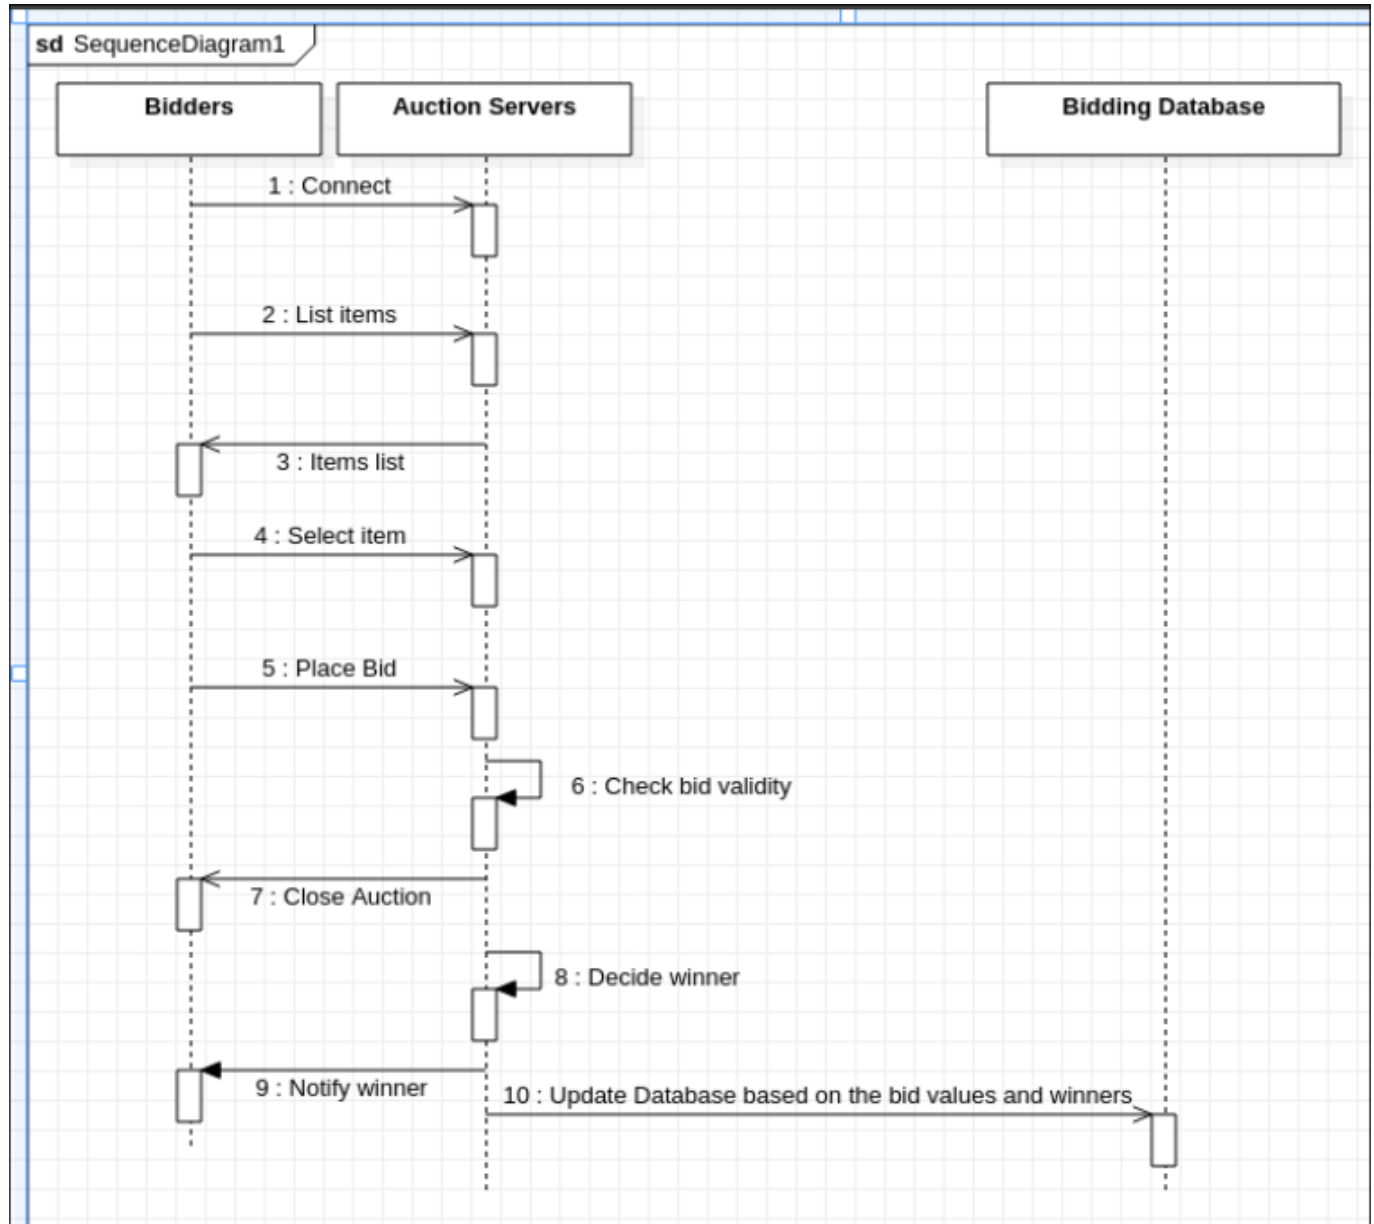 sd SequenceDiagram1
Bidders
Auction Servers
Bidding Database
1 : Connect
2 : List items
3 : Items list
4 : Select item
5 : Place Bid
6 : Check bid validity
7 : Close Auction
8 : Decide winner
9 : Notify winner
10 : Update Database based on the bid values and winners